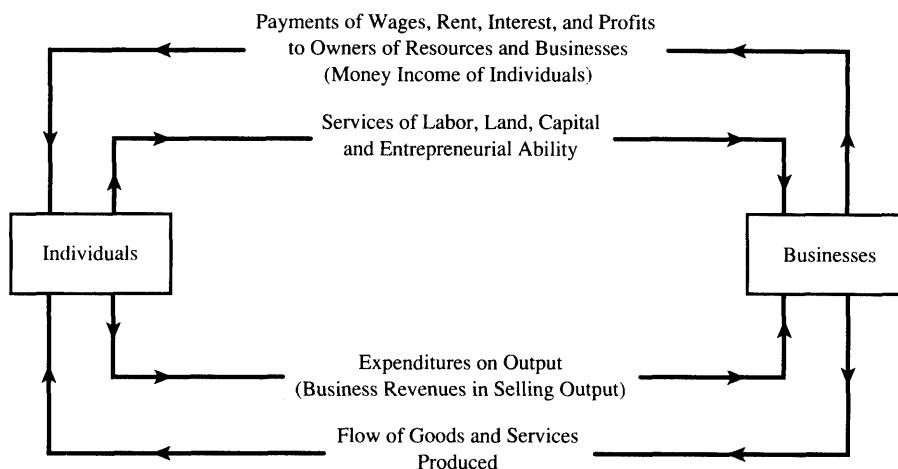 Payments of Wages, Rent, Interest, and Profits
to Owners of Resources and Businesses
(Money Income of Individuals)
Services of Labor, Land, Capital
and Entrepreneurial Ability
Individuals
Businesses
Expenditures on Output
(Business Revenues in Selling Output)
Flow of Goods and Services
Produced